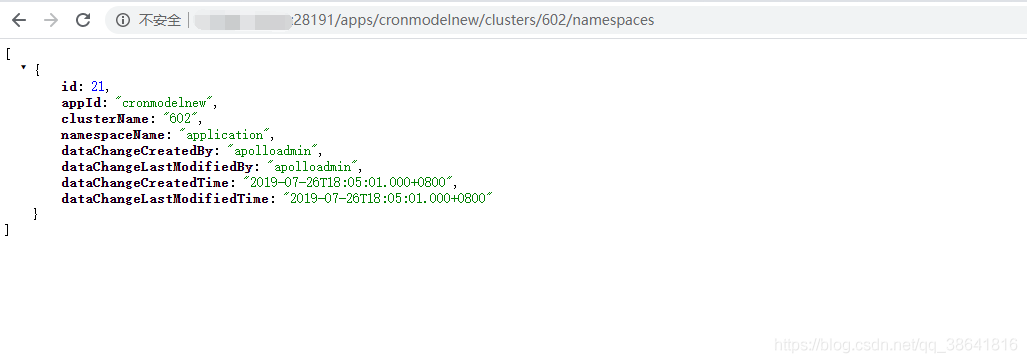 不安全 :28191/apps/cronmodelnew/clusters/602/namespaces
[
{
id: 21,
appId: "cronmodelnew",
clusterName: "602",
namespaceName: "application",
dataChangeCreatedBy: "apolloadmin",
dataChangeLastModifiedBy: "apolloadmin",
dataChangeCreatedTime: "2019-07-26T18:05:01.000+0800",
dataChangeLastModifiedTime: "2019-07-26T18:05:01.000+0800"
}
]
https://blog.csdn.net/qq_38641816